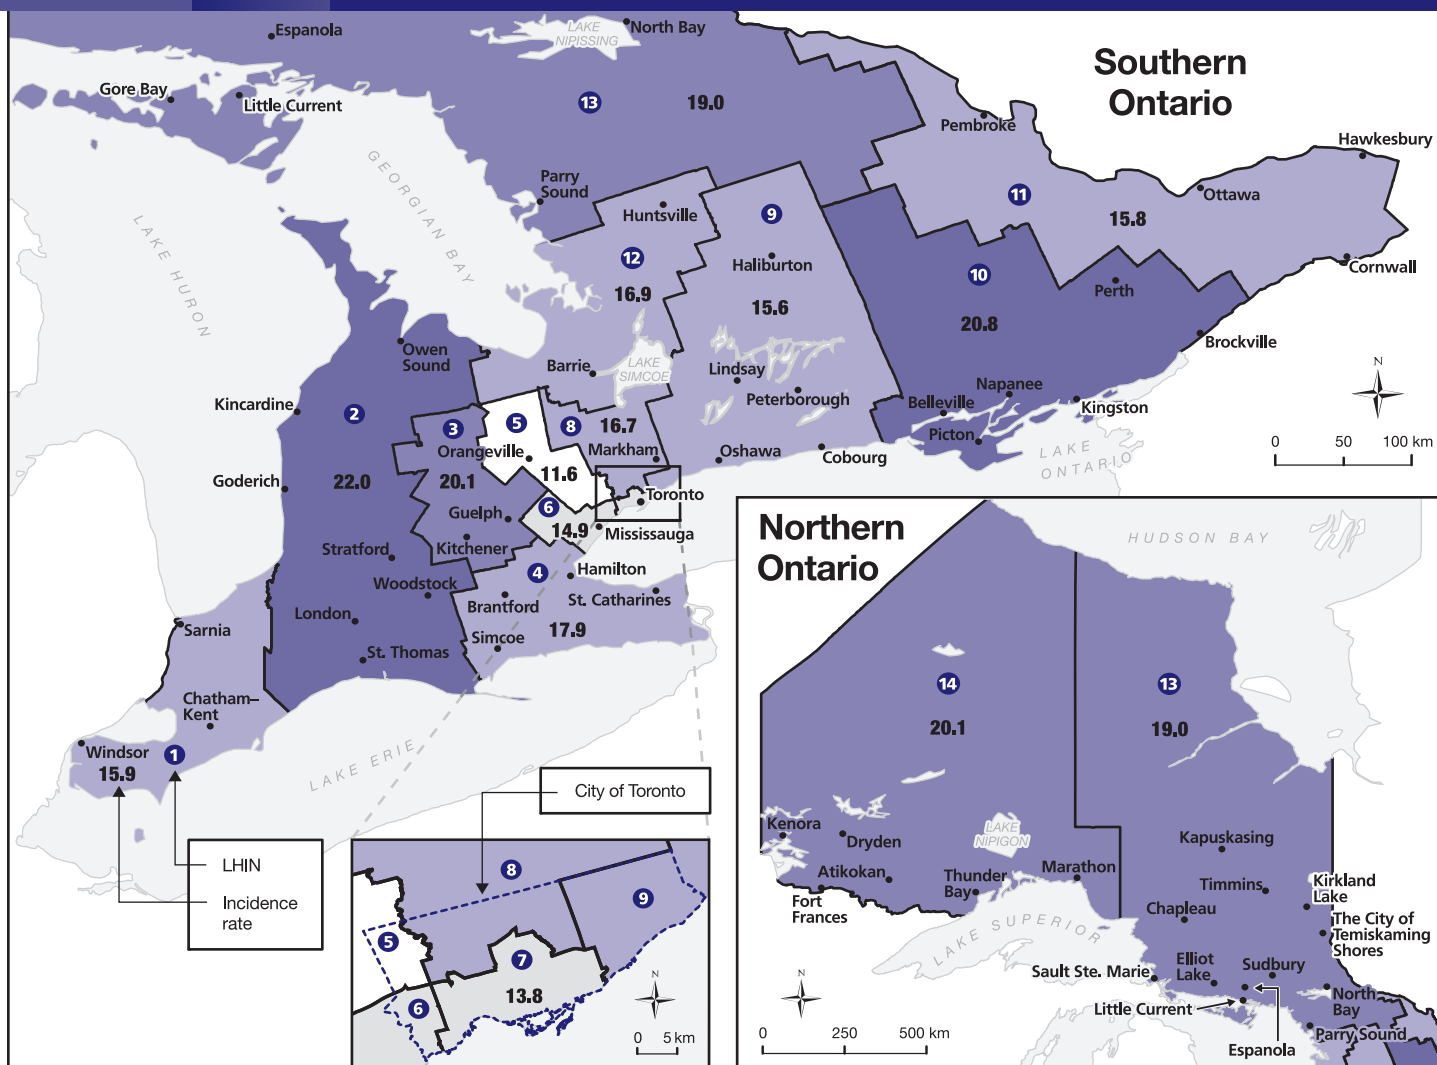 Southern
Ontario
Espanola
North Bay
LAKE
NIPISSING
Gore Bay
Little Current
13
19.0
Pembroke
Hawkesbury
GEORGIAN BAY
Parry
Sound
Huntsville
9
11
15.8
Ottawa
LAKE HURON
12
16.9
Haliburton
15.6
10
20.8
Perth
Cornwall
Owen
Sound
Barrie
LAKE
SIMCOE
Lindsay
Peterborough
Brockville
Napanee
Belleville
Kingston
Picton
N
0 50 100 km
Kincardine
2
3
5
8
16.7
Orangeville
Markham
Oshawa
Cobourg
LAKE
ONTARIO
Goderich
22.0
20.1
11.6
Toronto
Guelph
6
14.9
Mississauga
Stratford
Kitchener
Woodstock
4
Hamilton
Brantford
St. Catharines
London
17.9
Sarnia
Simcoe
St. Thomas
Chatham–
Kent
Windsor
1
15.9
LAKE ERIE
LHIN
Incidence
rate
City of Toronto
8
9
5
7
13.8
6
N
0 5 km
Northern
Ontario
HUDSON BAY
14
20.1
13
19.0
Kenora
Dryden
LAKE
NIPIGON
Kapuskasing
Atikokan
Thunder
Bay
Marathon
Timmins
Kirkland
Lake
Fort
Frances
Chapleau
The City of
Temiskaming
Shores
LAKE SUPERIOR
Sault Ste. Marie
Elliot
Lake
Sudbury
North
Bay
Little Current
Parry Sound
Espanola
N
0 250 500 km